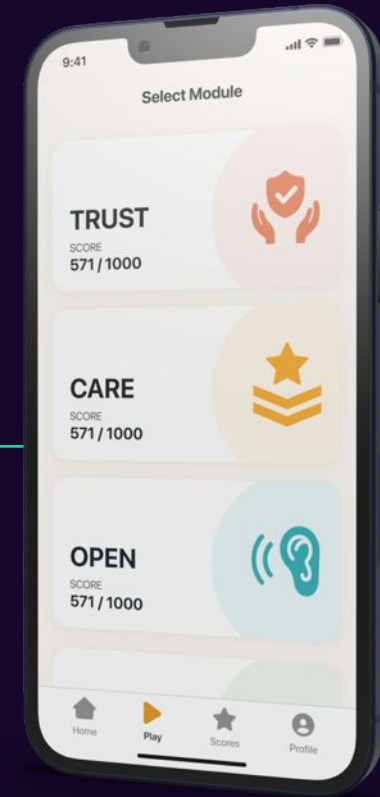 9:41
Select Module
TRUST
SCORE
571 / 1000
CARE
SCORE
571 / 1000
OPEN
SCORE
571 / 1000
Home
Play
Scores
Profile